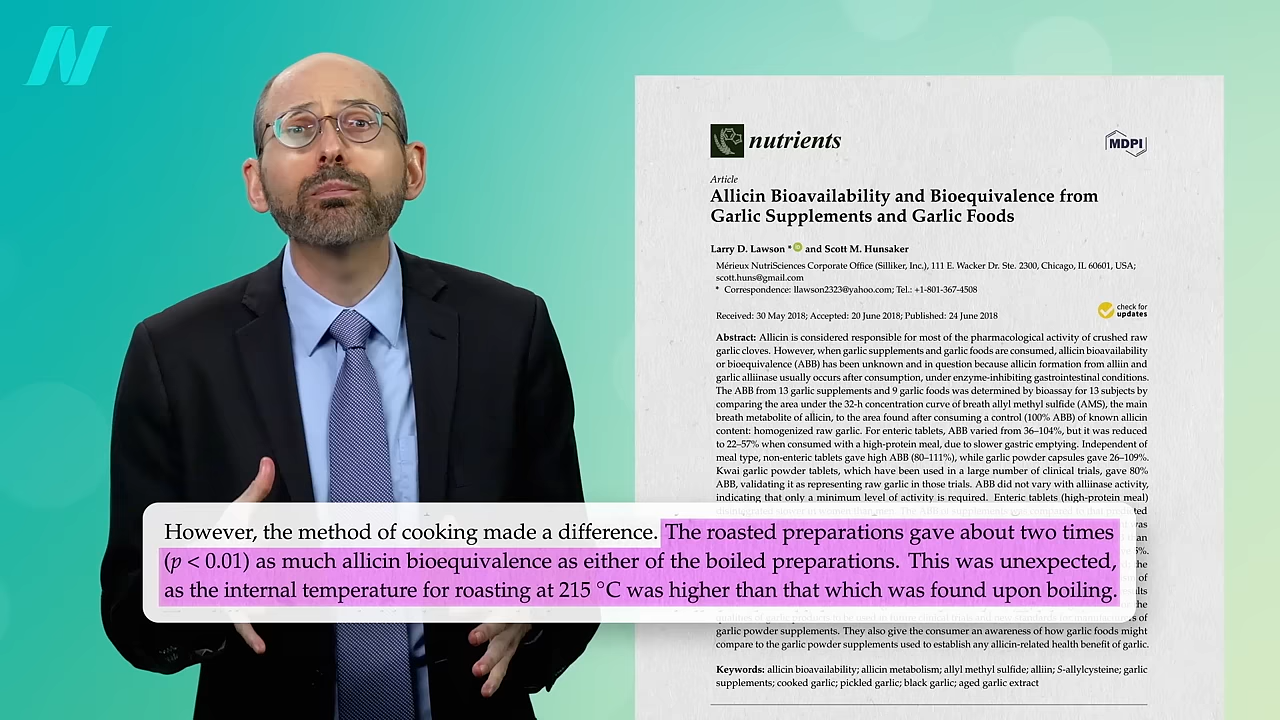 nutrients
MDPI
Article
Allicin Bioavailability and Bioequivalence from
Garlic Supplements and Garlic Foods
Larry D. Lawson * and Scott M. Hunsaker
Mérieux NutriSciences Corporate Office (Silliker, Inc.), 111 E. Wacker Dr. Ste. 2300, Chicago, IL 60601, USA;
scott.huns@gmail.com
* Correspondence: llawson2323@yahoo.com; Tel.: +1-801-367-4508
check for
updates
Received: 30 May 2018; Accepted: 20 June 2018; Published: 24 June 2018
Abstract: Allicin is considered responsible for most of the pharmacological activity of crushed raw
garlic cloves. However, when garlic supplements and garlic foods are consumed, allicin bioavailability
or bioequivalence (ABB) has been unknown and in question because allicin formation from alliin and
garlic alliinase usually occurs after consumption, under enzyme-inhibiting gastrointestinal conditions.
The ABB from 13 garlic supplements and 9 garlic foods was determined by bioassay for 13 subjects by
comparing the area under the 32-h concentration curve of breath allyl methyl sulfide (AMS), the main
breath metabolite of allicin, to the area found after consuming a control (100% ABB) of known allicin
content: homogenized raw garlic. For enteric tablets, ABB varied from 36–104%, but it was reduced
to 22–57% when consumed with a high-protein meal, due to slower gastric emptying. Independent of
meal type, non-enteric tablets gave high ABB (80–111%), while garlic powder capsules gave 26–109%.
Kwai garlic powder tablets, which have been used in a large number of clinical trials, gave 80%
ABB, validating it as representing raw garlic in those trials. ABB did not vary with alliinase activity,
indicating that only a minimum level of activity is required. Enteric tablets (high-protein meal)
However, the method of cooking made a difference. The roasted preparations gave about two times
(p < 0.01) as much allicin bioequivalence as either of the boiled preparations. This was unexpected,
as the internal temperature for roasting at 215 °C was higher than that which was found upon boiling.
garlic powder supplements. They also give the consumer an awareness of how garlic foods might
compare to the garlic powder supplements used to establish any allicin-related health benefit of garlic.
Keywords: allicin bioavailability; allicin metabolism; allyl methyl sulfide; alliin; S-allylcysteine; garlic
supplements; cooked garlic; pickled garlic; black garlic; aged garlic extract